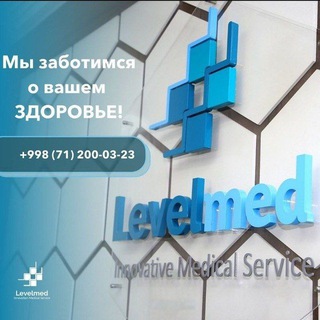 Мы заботимся
о вашем
ЗДОРОВЬЕ!
+998 (71) 200-03-23
Levelmed
Innovative Medical Service
Levelmed